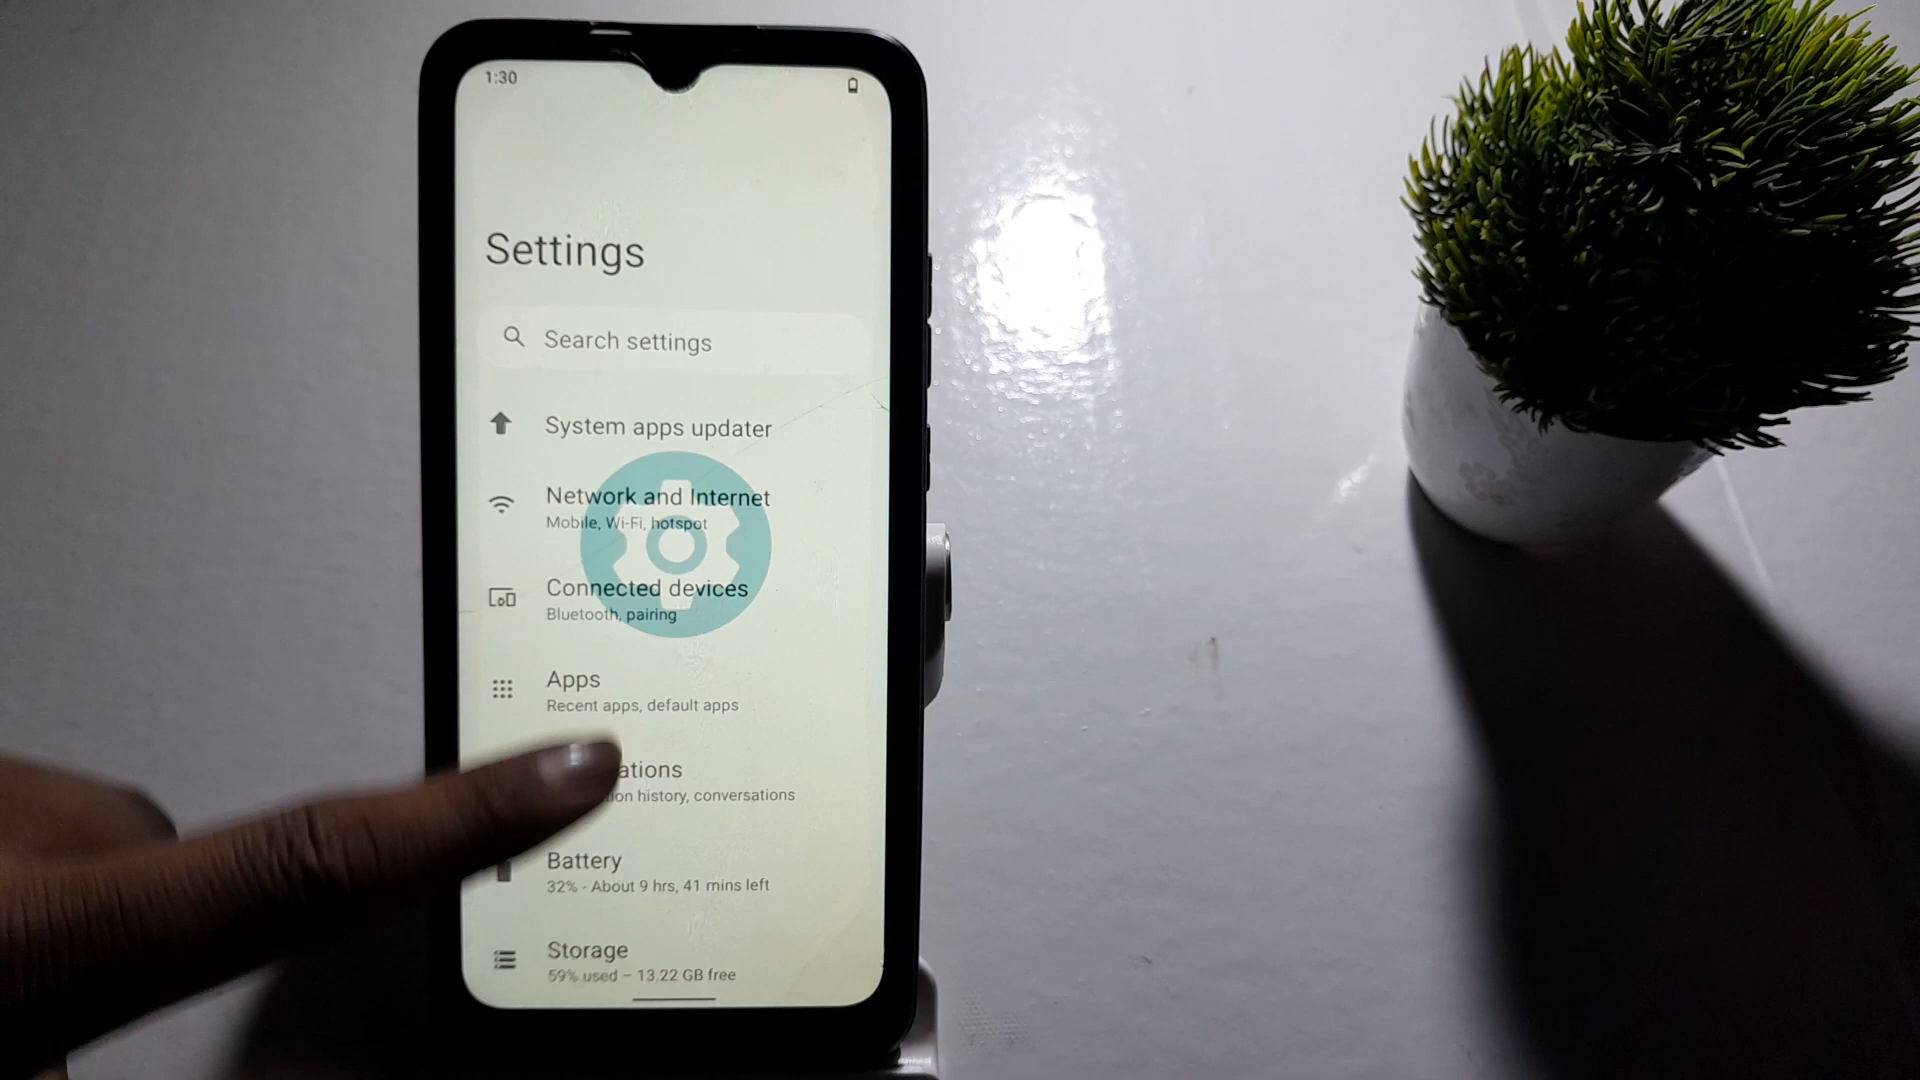 1:30
Settings
Search settings
System apps updater
Network and Internet
Mobile, Wi-Fi, hotspot
Connected devices
Bluetooth, pairing
Apps
Recent apps, default apps
ations
ion history, conversations
Battery
32% - About 9 hrs, 41 mins left
Storage
59% used – 13.22 GB free